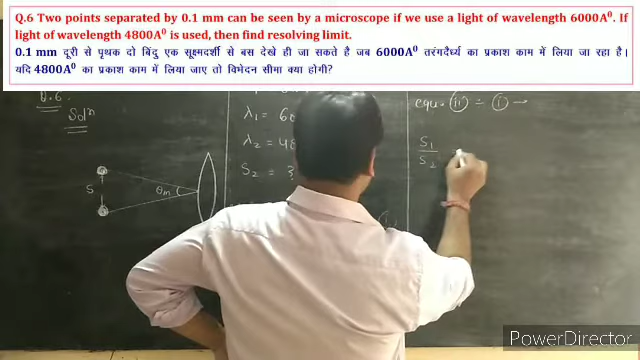 Q.6 Two points separated by 0.1 mm can be seen by a microscope if we use a light of wavelength 6000A⁰. If
light of wavelength 4800A⁰ is used, then find resolving limit.
0.1 mm दूरी से पृथक दो बिंदु एक सूक्ष्मदर्शी से बस देखे ही जा सकते है जब 6000A⁰ तरंगदैर्ध्य का प्रकाश काम में लिया जा रहा है।
यदि 4800A⁰ का प्रकाश काम में लिया जाए तो विभेदन सीमा क्या होगी?
Q.6
Solⁿ
S
θm
λ₁ = 60
λ₂ = 48
S₂ = ?
equⁿ (ii) ÷ (i) →
S₁
S₂
PowerDirector